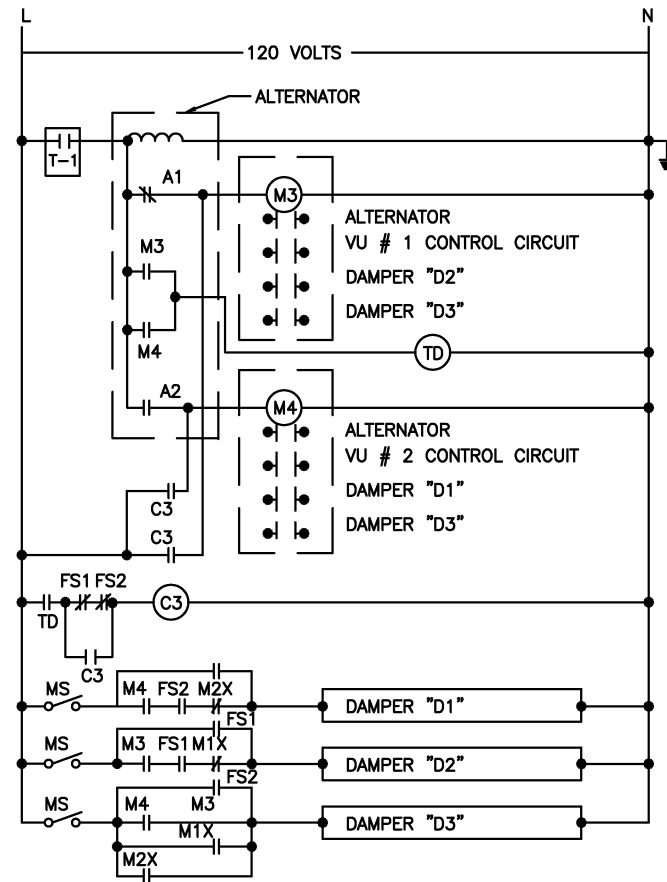 L N
120 VOLTS
ALTERNATOR
T-1
A1
M3
ALTERNATOR
VU # 1 CONTROL CIRCUIT
M3
DAMPER "D2"
DAMPER "D3"
M4
TD
A2
M4
ALTERNATOR
VU # 2 CONTROL CIRCUIT
DAMPER "D1"
C3
DAMPER "D3"
C3
FS1 FS2
C3
TD
C3
MS M4 FS2 M2X
DAMPER "D1"
FS1
MS M3 FS1 M1X
DAMPER "D2"
FS2
MS M4 M3
DAMPER "D3"
M1X
M2X